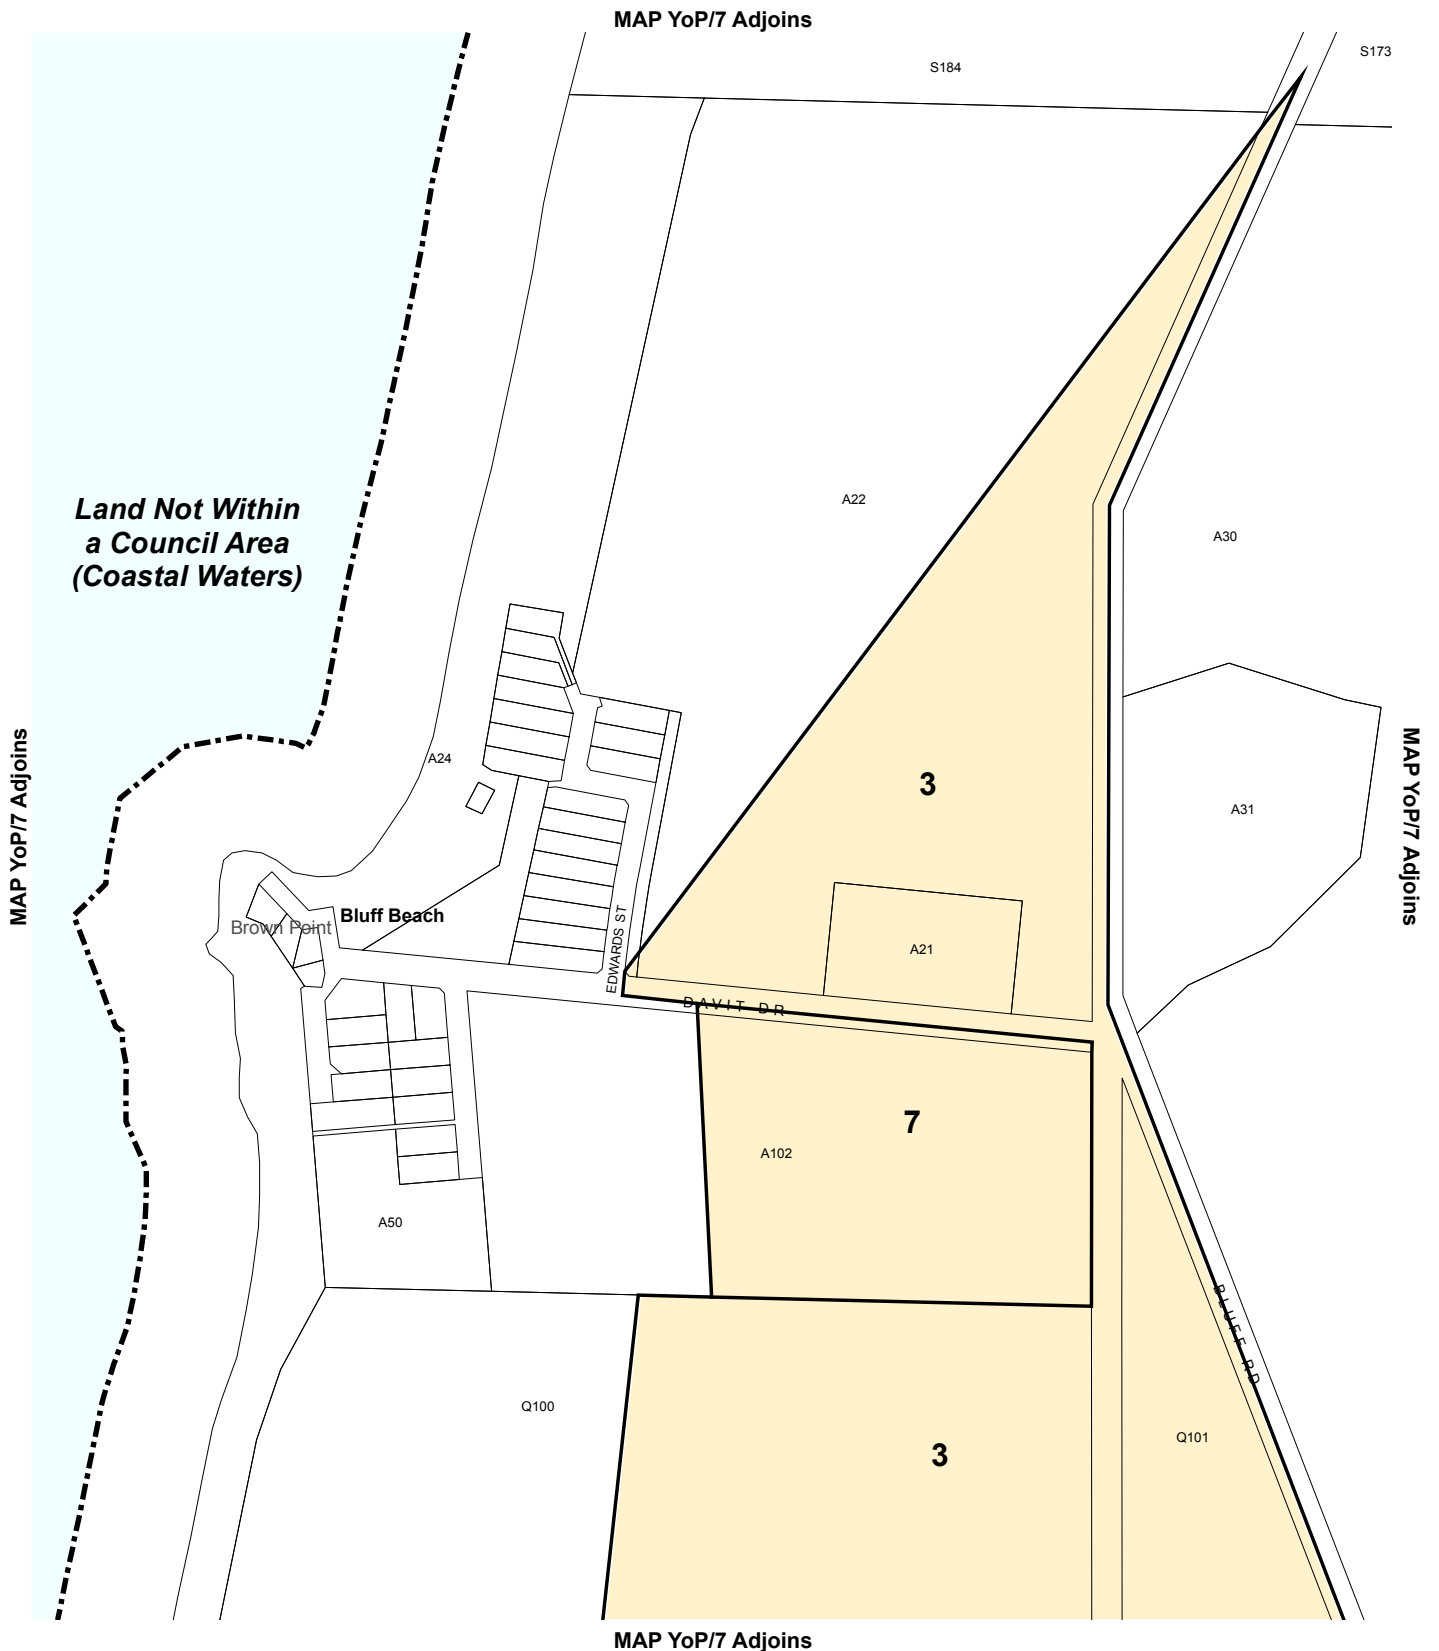 MAP YoP/7 Adjoins
S173
S184
A22
Land Not Within
a Council Area
(Coastal Waters)
A30
MAP YoP/7 Adjoins
A24
3
MAP YoP/7 Adjoins
A31
Bluff Beach
Brown Point
EDWARDS ST
A21
DAVIT DR
7
A102
A50
BLUFF RD
Q100
3
Q101
MAP YoP/7 Adjoins